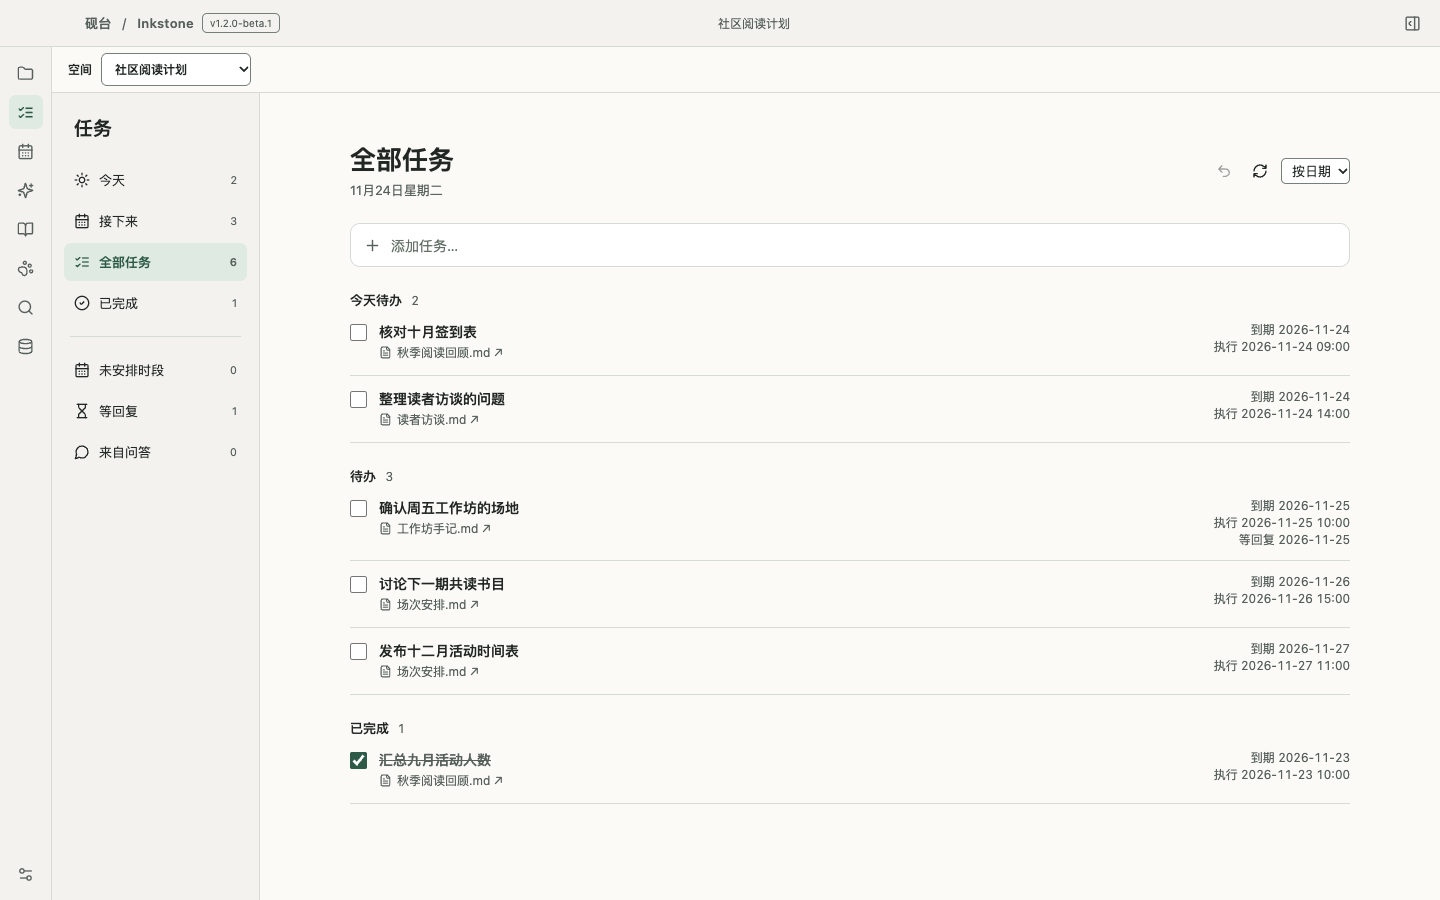 砚台 / Inkstone v1.2.0-beta.1
社区阅读计划
空间 社区阅读计划
任务
今天 2
接下来 3
全部任务 6
已完成 1
未安排时段 0
等回复 1
来自问答 0
全部任务
11月24日星期二
按日期
添加任务...
今天待办 2
核对十月签到表
秋季阅读回顾.md
到期 2026-11-24
执行 2026-11-24 09:00
整理读者访谈的问题
读者访谈.md
到期 2026-11-24
执行 2026-11-24 14:00
待办 3
确认周五工作坊的场地
工作坊手记.md
到期 2026-11-25
执行 2026-11-25 10:00
等回复 2026-11-25
讨论下一期共读书目
场次安排.md
到期 2026-11-26
执行 2026-11-26 15:00
发布十二月活动时间表
场次安排.md
到期 2026-11-27
执行 2026-11-27 11:00
已完成 1
汇总九月活动人数
秋季阅读回顾.md
到期 2026-11-23
执行 2026-11-23 10:00